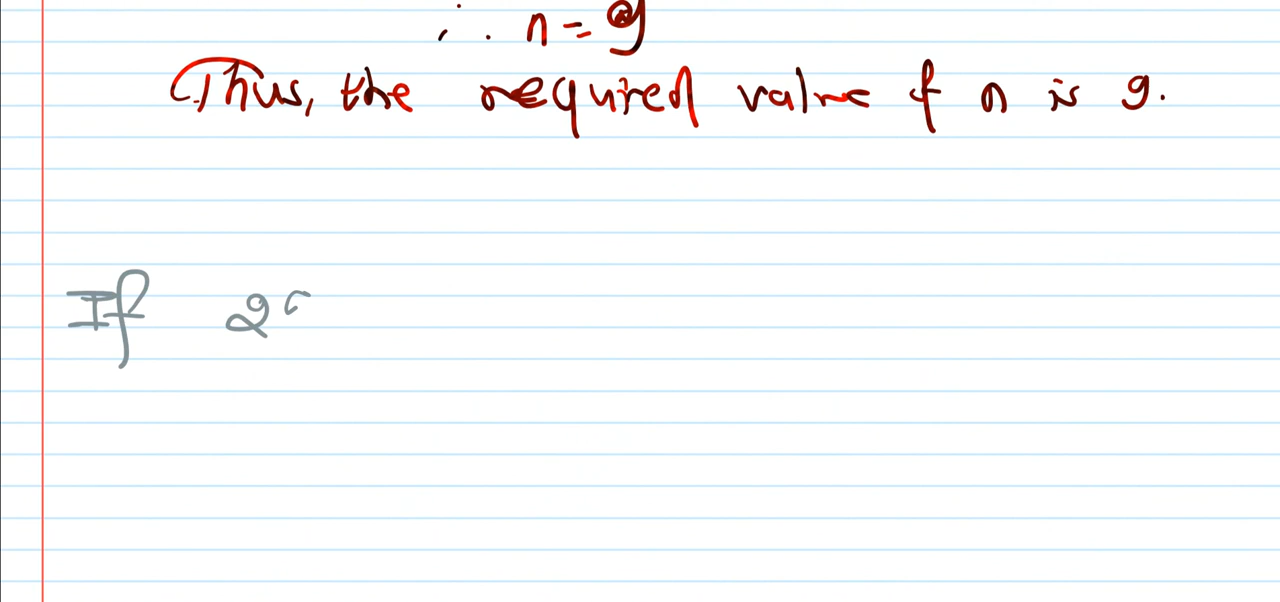 ∴ n = 9
Thus, the required value of n is 9.
If 2